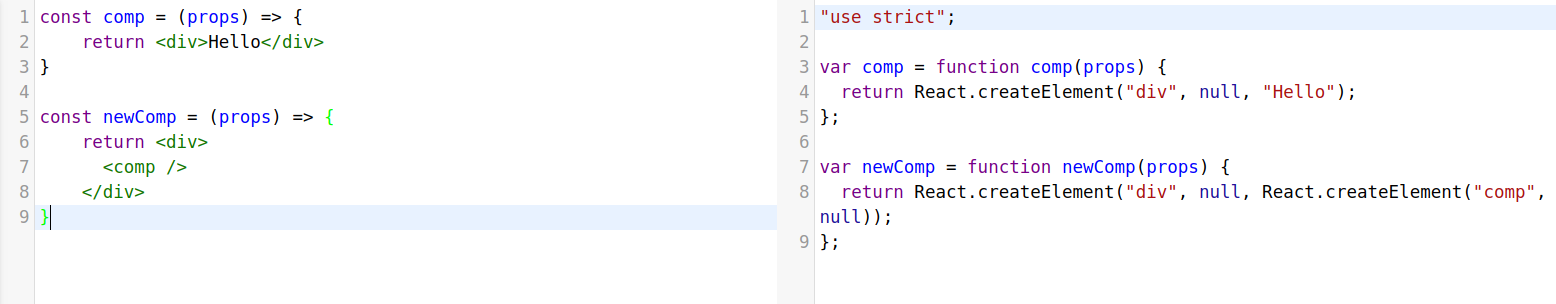 1 const comp = (props) => {
2     return <div>Hello</div>
3 }
4
5 const newComp = (props) => {
6     return <div>
7       <comp />
8     </div>
9 }
1 "use strict";
2
3 var comp = function comp(props) {
4   return React.createElement("div", null, "Hello");
5 };
6
7 var newComp = function newComp(props) {
8   return React.createElement("div", null, React.createElement("comp",
null));
9 };